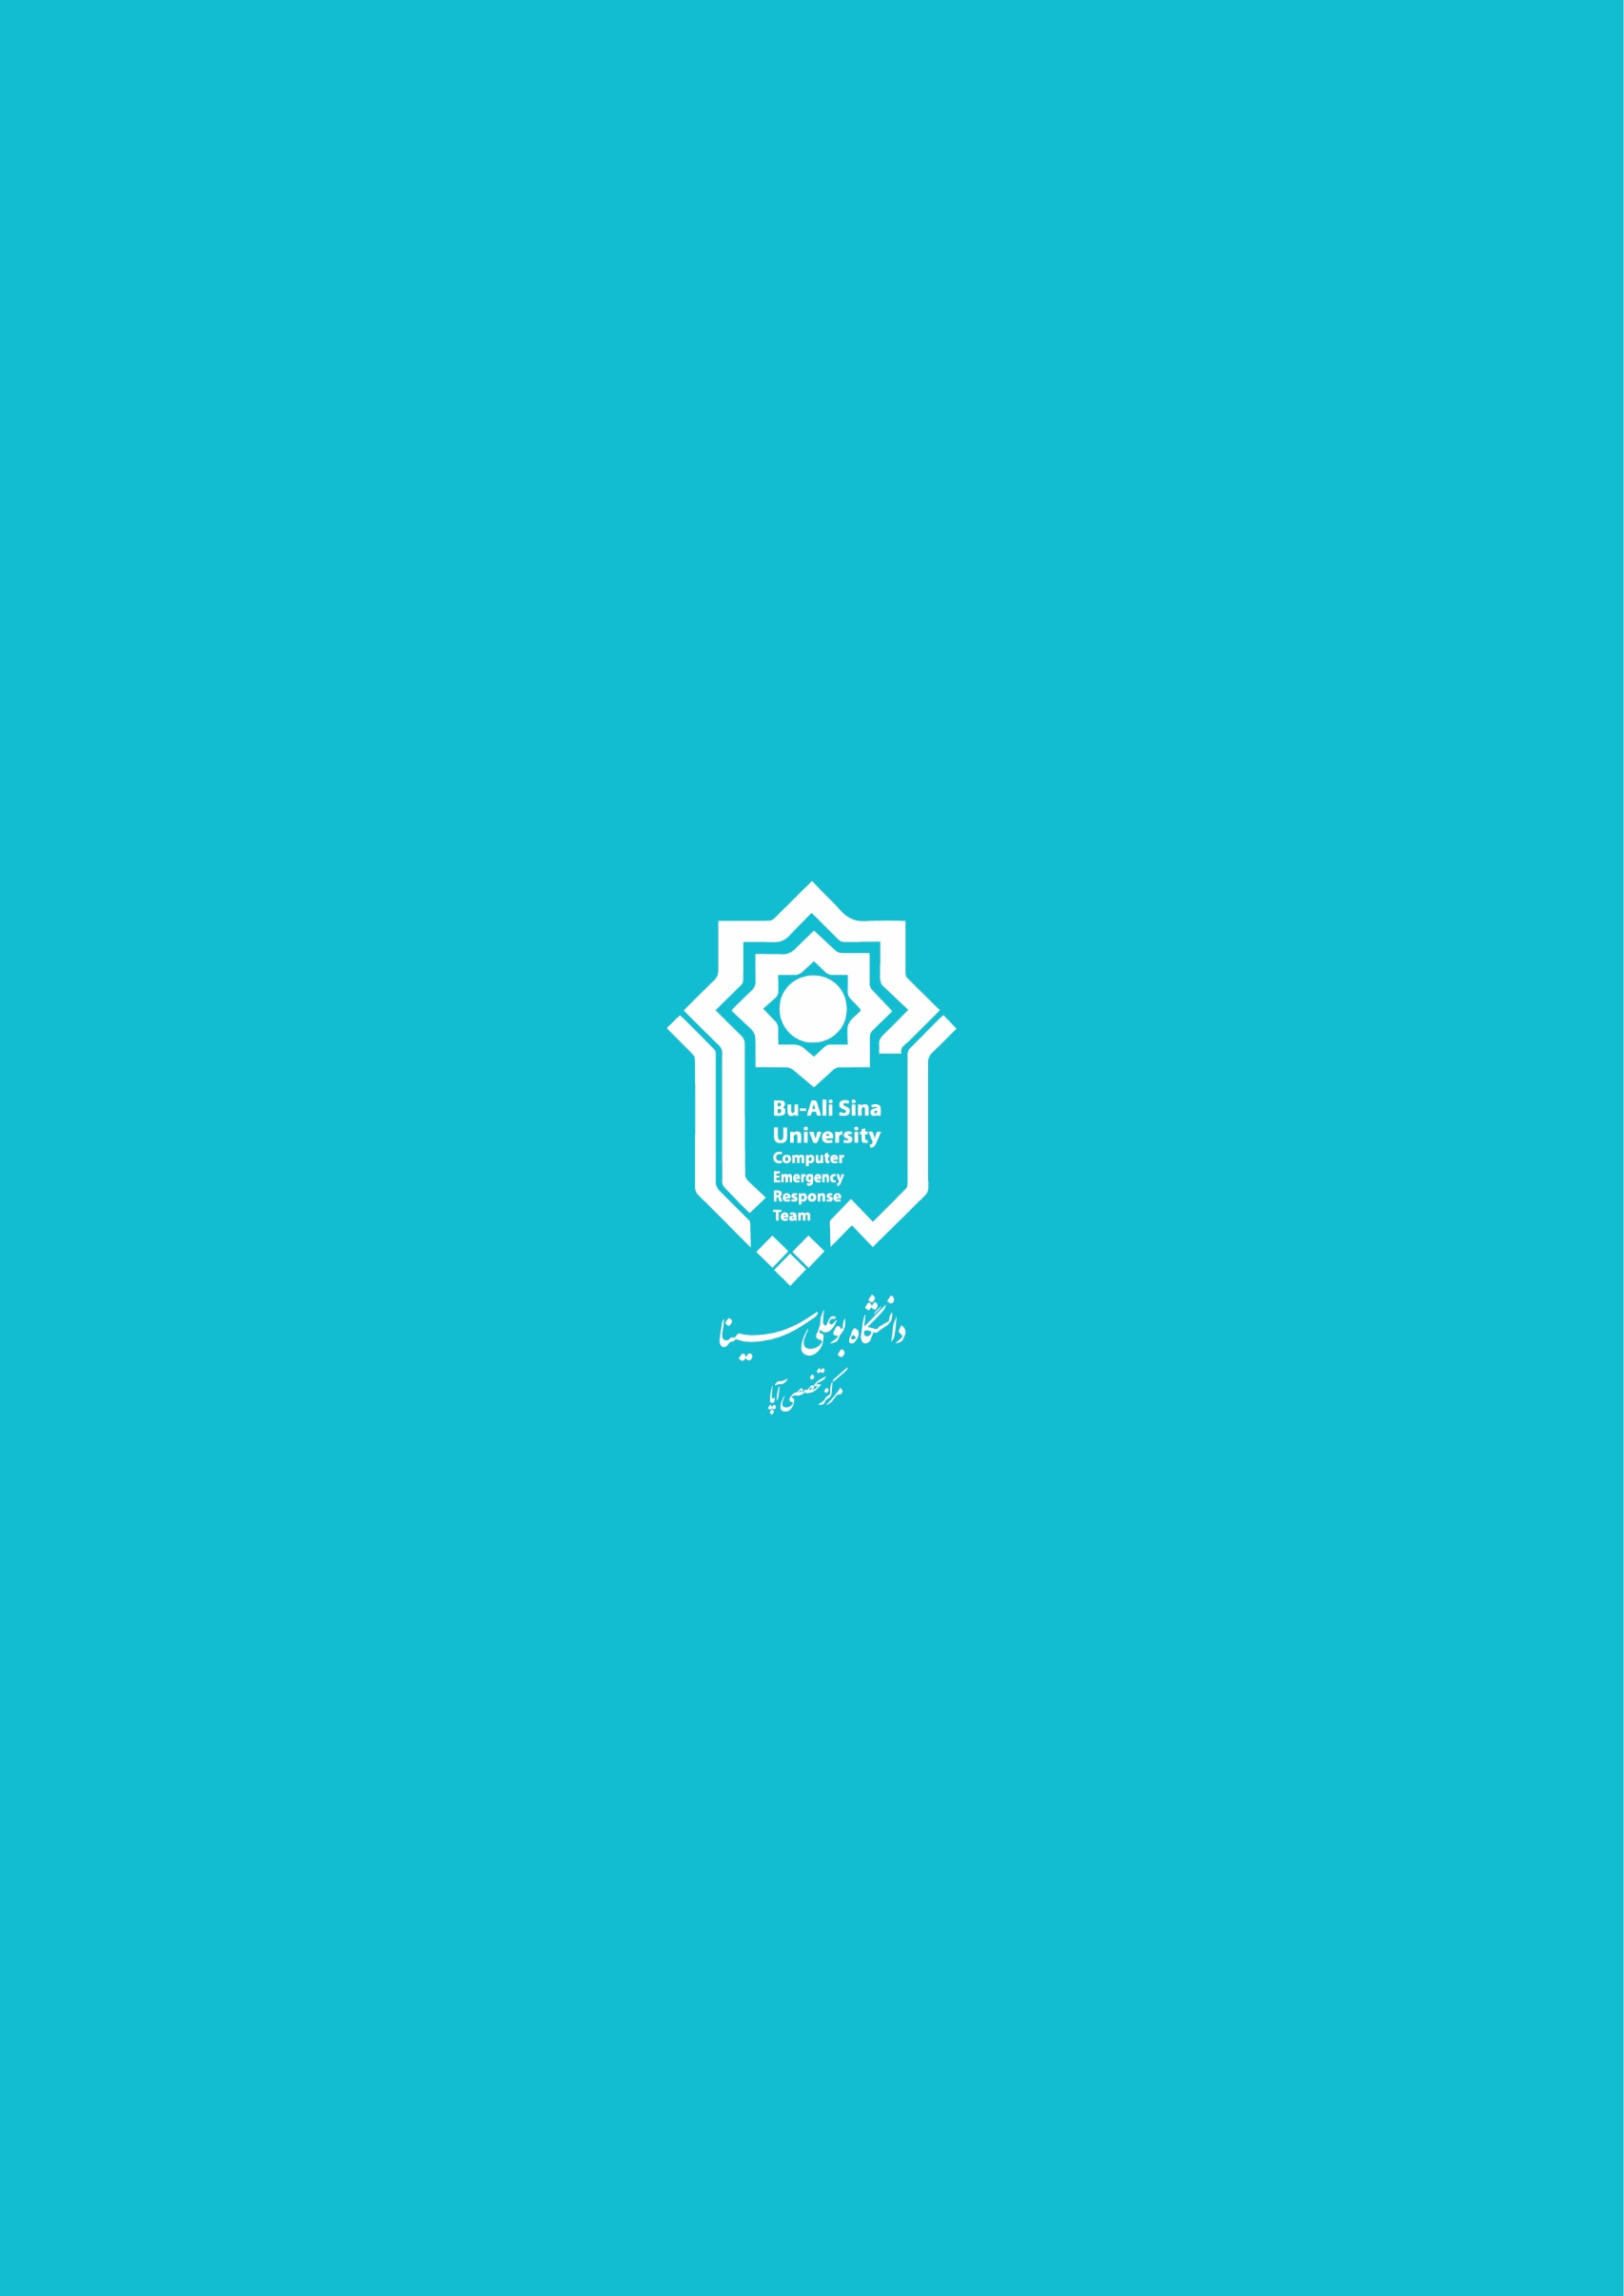 Bu-Ali Sina
University
Computer
Emergency
Response
Team
دانشگاه بوعلی سینا
مرکز تخصصی آپا